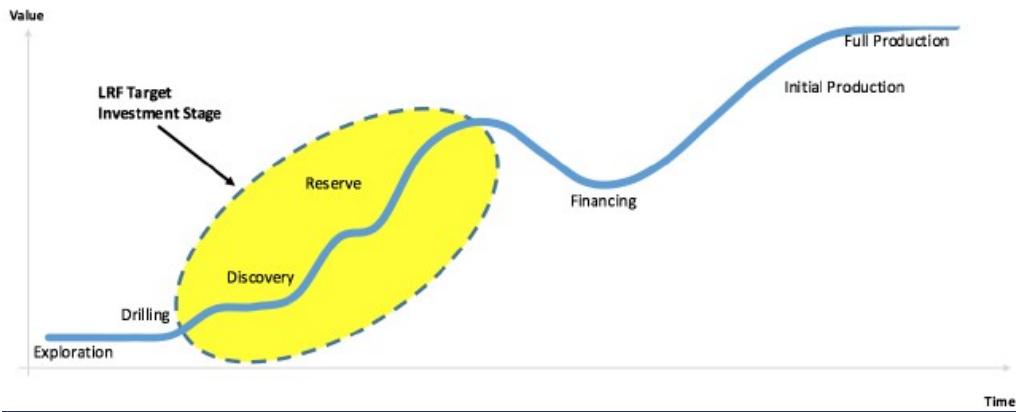 Value
Full Production
LRF Target
Investment Stage
Initial Production
Reserve
Financing
Discovery
Drilling
Exploration
Time